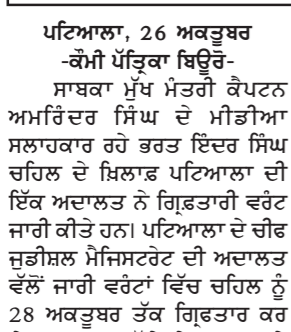 ਪਟਿਆਲਾ, 26 ਅਕਤੂਬਰ
-ਕੌਮੀ ਪੱਤ੍ਰਿਕਾ ਬਿਊਰੋ-
ਸਾਬਕਾ ਮੁੱਖ ਮੰਤਰੀ ਕੈਪਟਨ
ਅਮਰਿੰਦਰ ਸਿੰਘ ਦੇ ਮੀਡੀਆ
ਸਲਾਹਕਾਰ ਰਹੇ ਭਰਤ ਇੰਦਰ ਸਿੰਘ
ਚਹਿਲ ਦੇ ਖ਼ਿਲਾਫ਼ ਪਟਿਆਲਾ ਦੀ
ਇੱਕ ਅਦਾਲਤ ਨੇ ਗ੍ਰਿਫ਼ਤਾਰੀ ਵਰੰਟ
ਜਾਰੀ ਕੀਤੇ ਹਨ। ਪਟਿਆਲਾ ਦੇ ਚੀਫ
ਜੁਡੀਸ਼ਲ ਮੈਜਿਸਟਰੇਟ ਦੀ ਅਦਾਲਤ
ਵੱਲੋਂ ਜਾਰੀ ਵਰੰਟਾਂ ਵਿੱਚ ਚਹਿਲ ਨੂੰ
28 ਅਕਤੂਬਰ ਤੱਕ ਗ੍ਰਿਫਤਾਰ ਕਰ